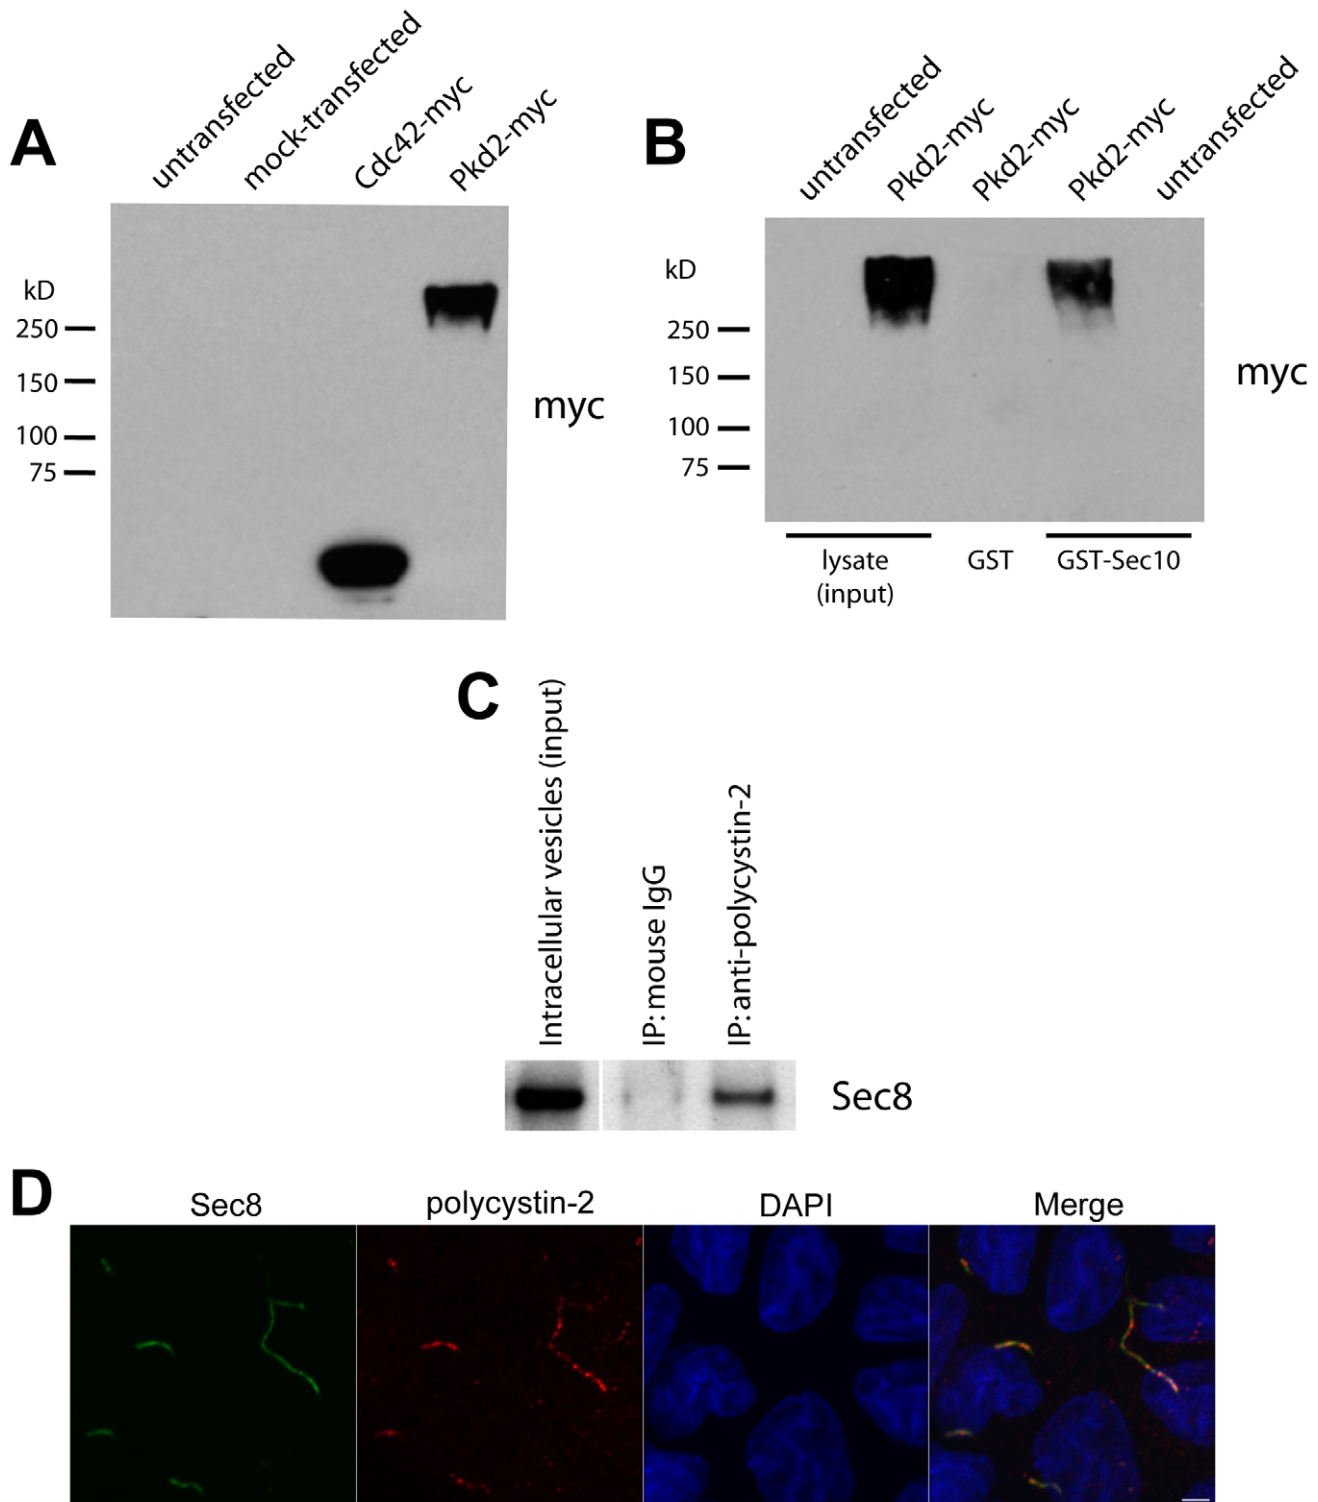 A
untransfected
mock-transfected
Cdc42-myc
Pkd2-myc
kD
250
150
100
75
myc
B
untransfected
Pkd2-myc
Pkd2-myc
Pkd2-myc
untransfected
kD
250
150
100
75
myc
lysate
(input)
GST
GST-Sec10
C
Intracellular vesicles (input)
IP: mouse IgG
IP: anti-polycystin-2
Sec8
D
Sec8
polycystin-2
DAPI
Merge